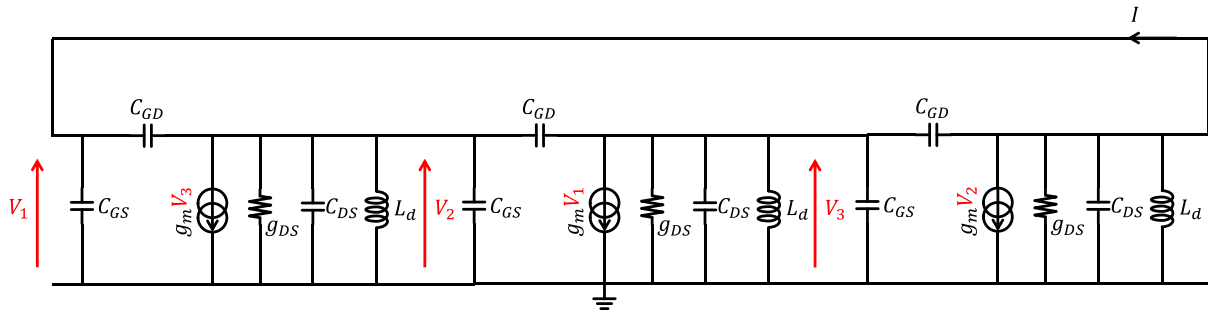 I
C_GD
C_GD
C_GD
V_1
C_GS
g_m V_3
g_DS
C_DS
L_d
V_2
C_GS
g_m V_1
g_DS
C_DS
L_d
V_3
C_GS
g_m V_2
g_DS
C_DS
L_d